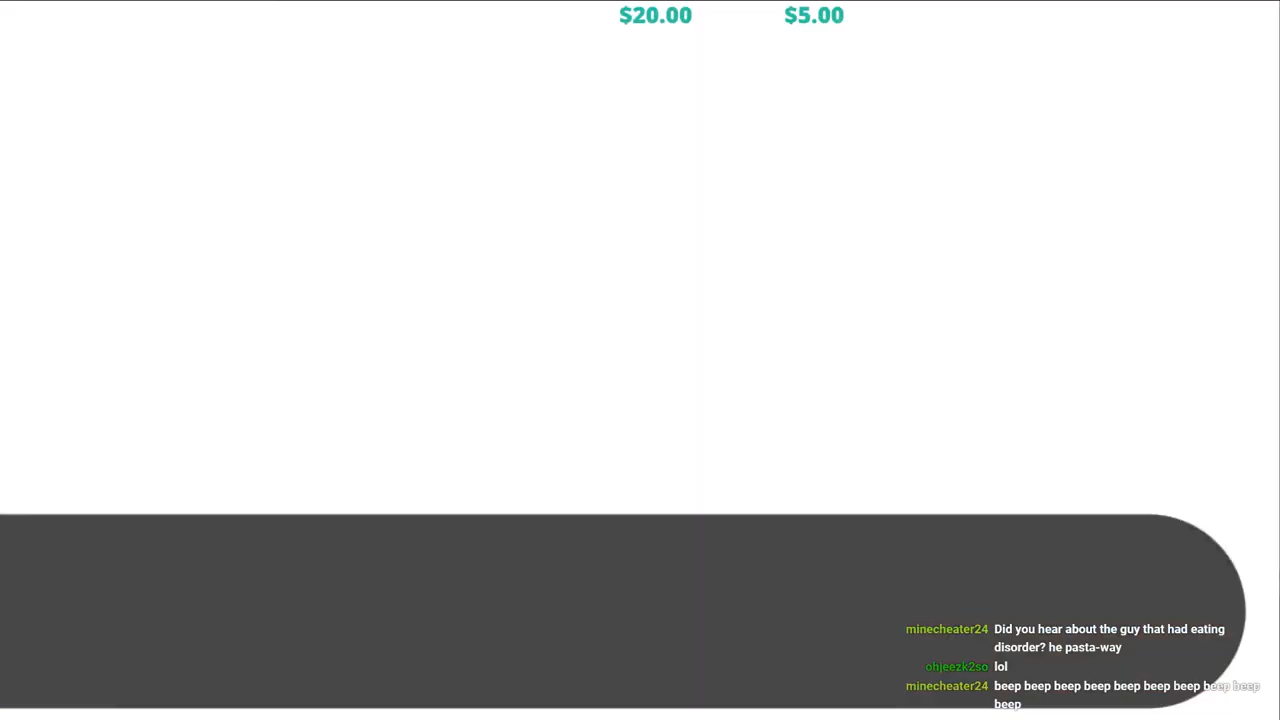 $20.00 $5.00
minecheater24 Did you hear about the guy that had eating
disorder? he pasta-way
ohjeezk2so lol
minecheater24 beep beep beep beep beep beep beep beep beep
beep